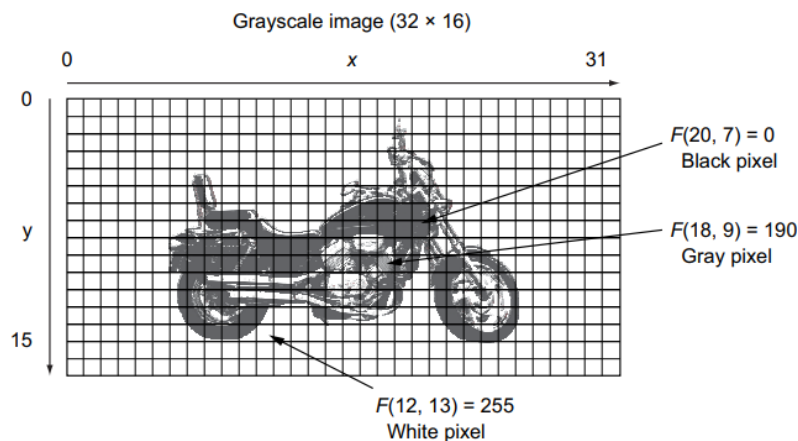 Grayscale image (32 × 16)
0 x 31
0
F(20, 7) = 0
Black pixel
y
F(18, 9) = 190
Gray pixel
15
F(12, 13) = 255
White pixel